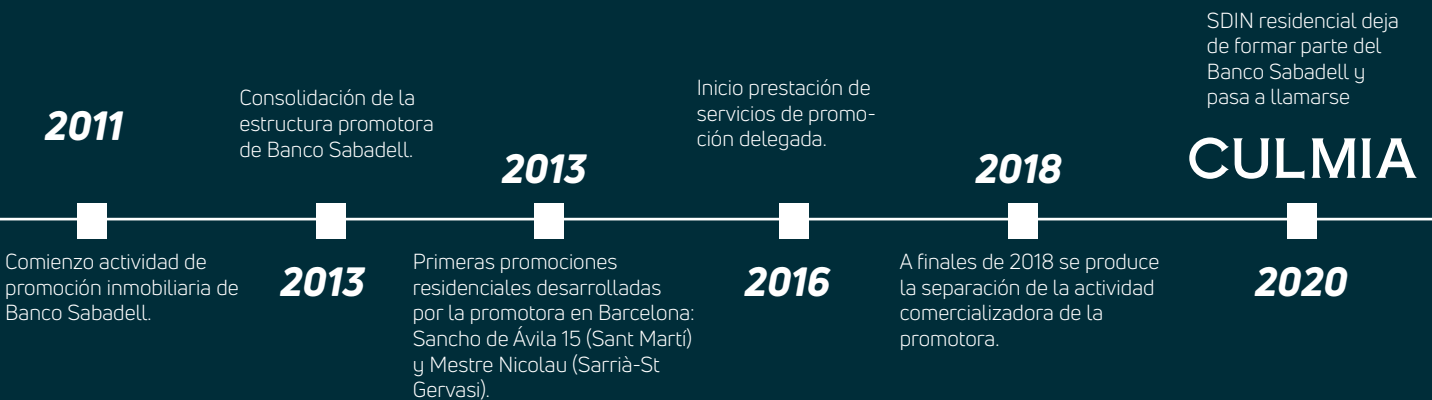 2011
Comienzo actividad de
promoción inmobiliaria de
Banco Sabadell.
Consolidación de la
estructura promotora
de Banco Sabadell.
2013
2013
Primeras promociones
residenciales desarrolladas
por la promotora en Barcelona:
Sancho de Ávila 15 (Sant Martí)
y Mestre Nicolau (Sarrià-St
Gervasi).
Inicio prestación de
servicios de promo-
ción delegada.
2016
2018
A finales de 2018 se produce
la separación de la actividad
comercializadora de la
promotora.
SDIN residencial deja
de formar parte del
Banco Sabadell y
pasa a llamarse
CULMIA
2020